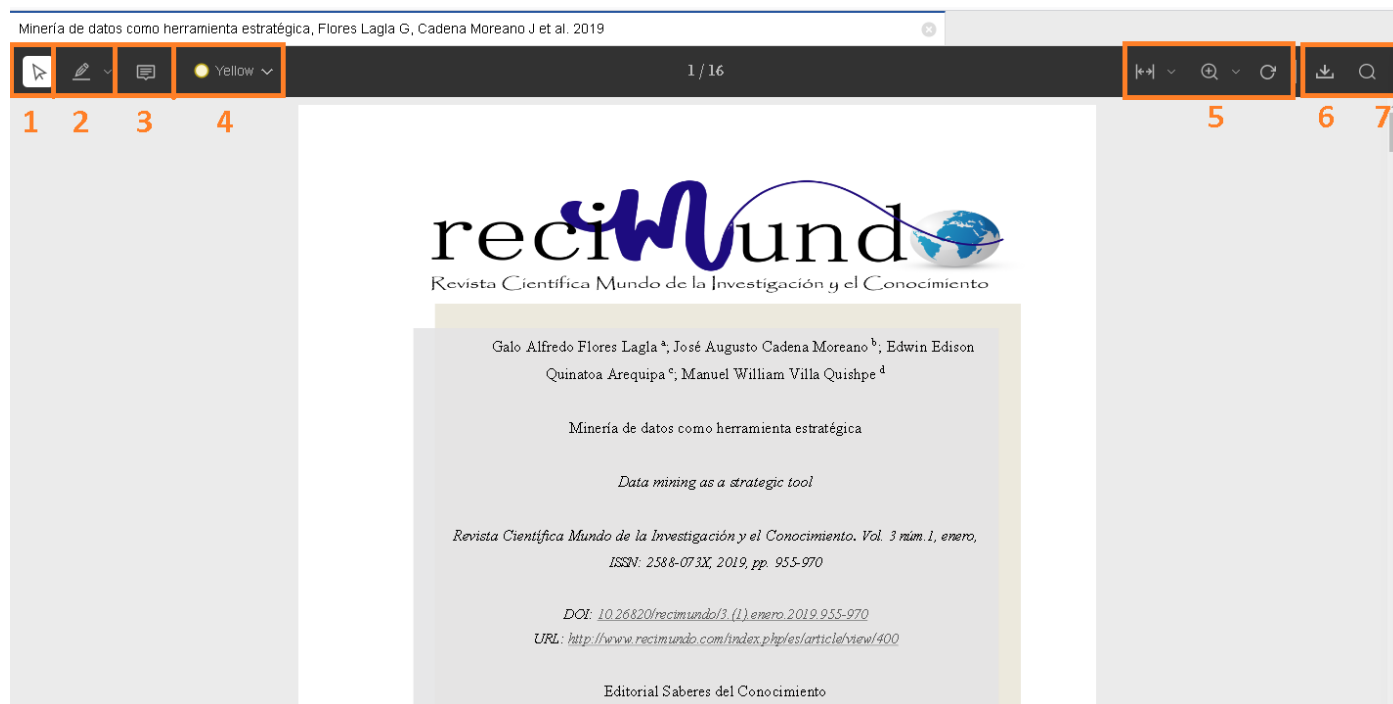 Minería de datos como herramienta estratégica, Flores Lagla G, Cadena Moreano J et al. 2019
Yellow
1 / 16
1 2 3 4 5 6 7
recimundo
Revista Científica Mundo de la Investigación y el Conocimiento
Galo Alfredo Flores Lagla a; José Augusto Cadena Moreano b; Edwin Edison
Quinatoa Arequipa c; Manuel William Villa Quishpe d
Minería de datos como herramienta estratégica
Data mining as a strategic tool
Revista Científica Mundo de la Investigación y el Conocimiento. Vol. 3 núm.1, enero,
ISSN: 2588-073X, 2019, pp. 955-970
DOI: 10.26820/recimundo/3.(1).enero.2019.955-970
URL: http://www.recimundo.com/index.php/es/article/view/400
Editorial Saberes del Conocimiento